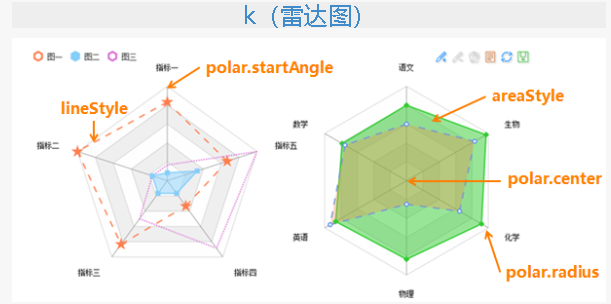 k（雷达图）
图一 图二 图三
指标一
polar.startAngle
lineStyle
指标二
指标五
指标三
指标四
语文
areaStyle
数学
生物
polar.center
英语
化学
polar.radius
物理